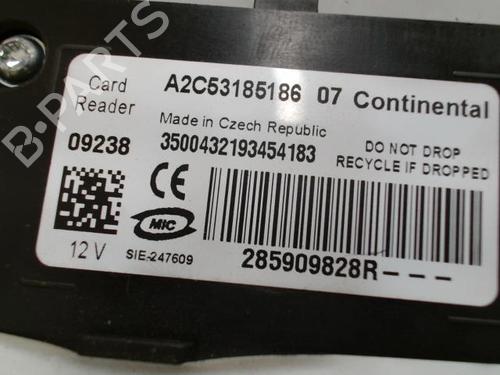 Card Reader A2C53185186 07 Continental
Made in Czech Republic
09238 3500432193454183 DO NOT DROP
RECYCLE IF DROPPED
CE
MIC
12V SIE-247609 285909828R---
B-PARTS